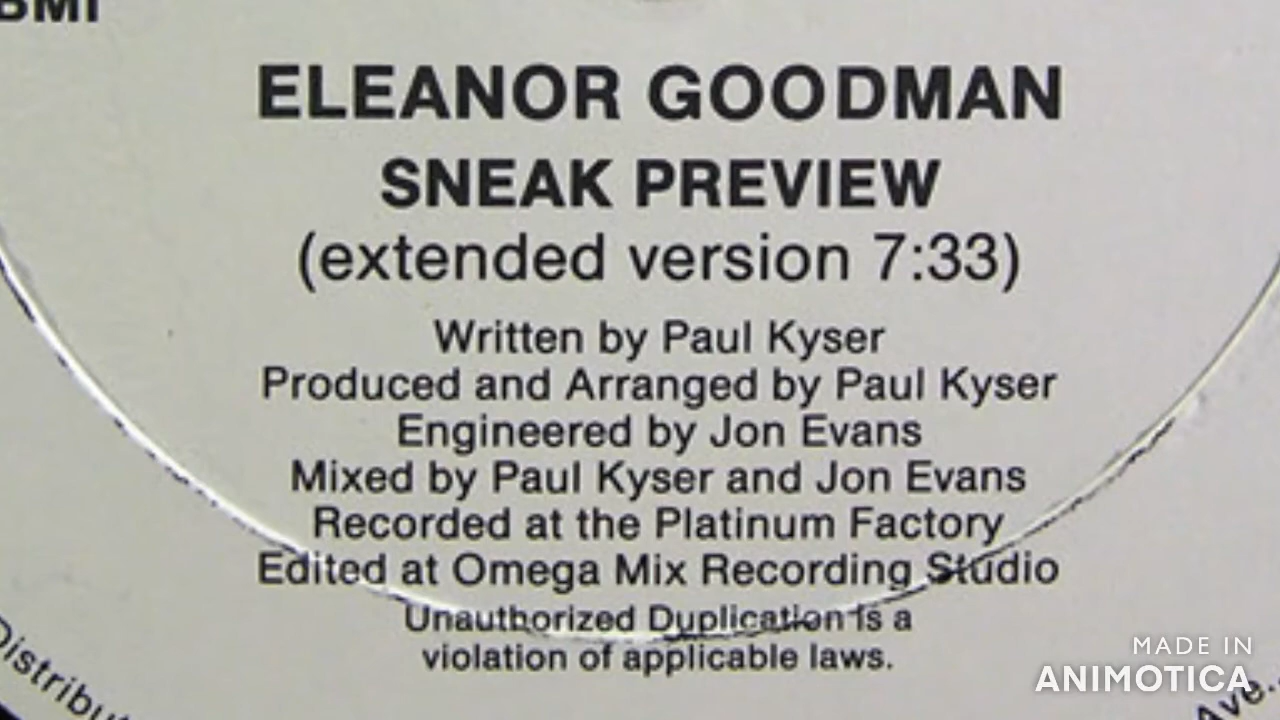 BMI
ELEANOR GOODMAN
SNEAK PREVIEW
(extended version 7:33)
Written by Paul Kyser
Produced and Arranged by Paul Kyser
Engineered by Jon Evans
Mixed by Paul Kyser and Jon Evans
Recorded at the Platinum Factory
Edited at Omega Mix Recording Studio
Unauthorized Duplication is a
violation of applicable laws.
Ave.
MADE IN
ANIMOTICA